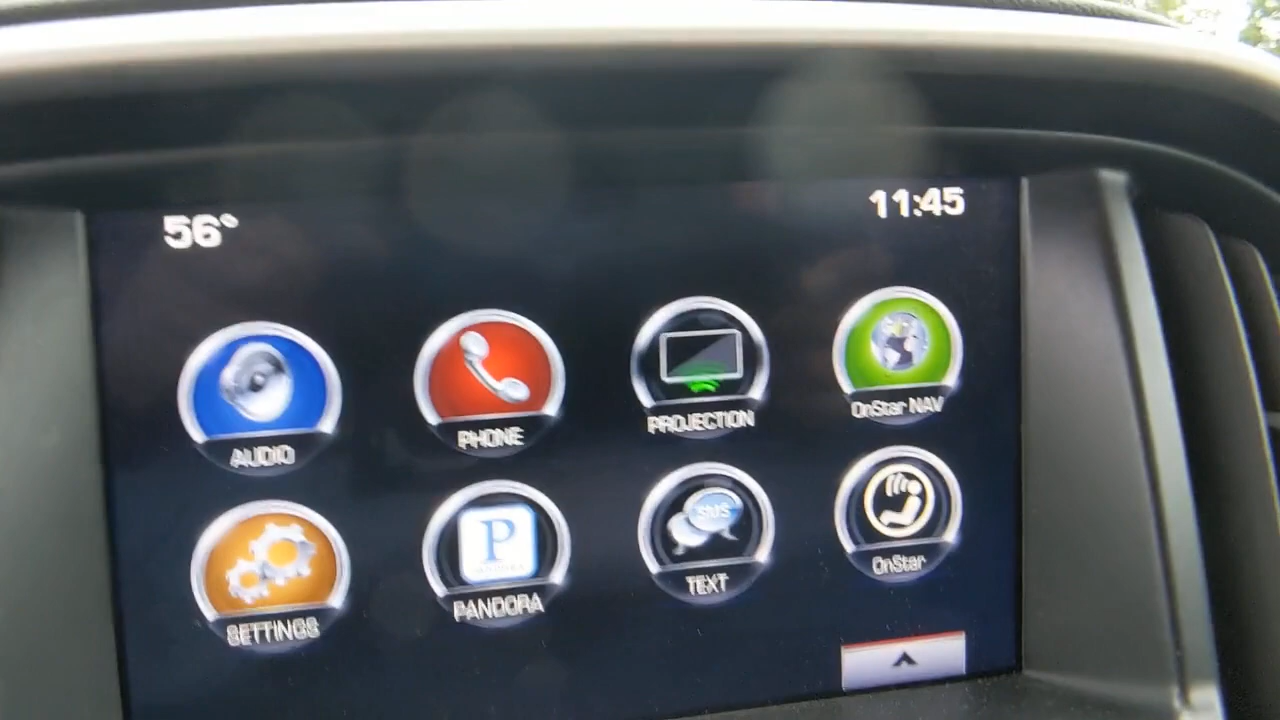 56°
11:45
AUDIO
PHONE
PROJECTION
OnStar NAV
SETTINGS
P
PANDORA
SMS
TEXT
OnStar